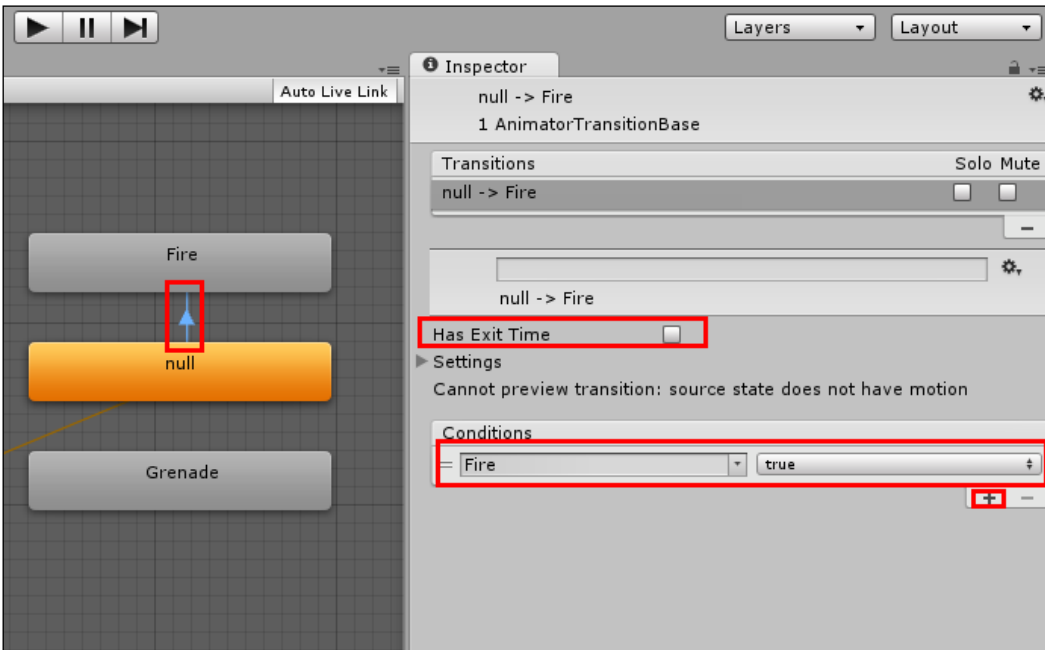 Layers
Layout
Inspector
Auto Live Link
null -> Fire
1 AnimatorTransitionBase
Transitions
Solo Mute
null -> Fire
Fire
null
Grenade
null -> Fire
Has Exit Time
Settings
Cannot preview transition: source state does not have motion
Conditions
Fire
true